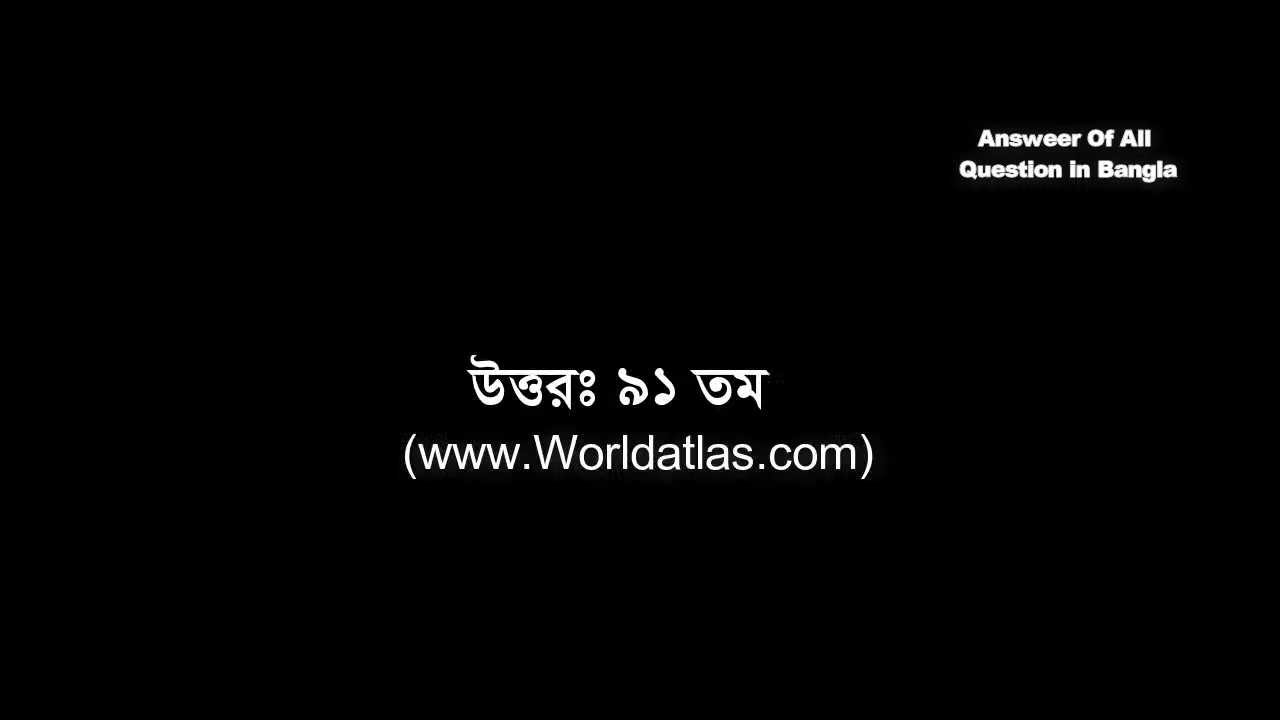 Answeer Of All
Question in Bangla
উত্তরঃ ৯১ তম
(www.Worldatlas.com)